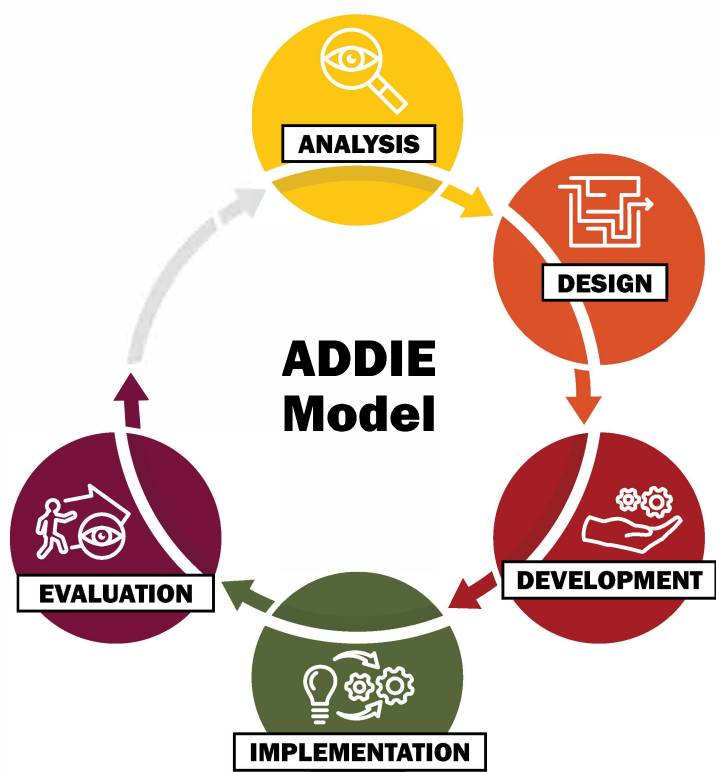 ANALYSIS
DESIGN
ADDIE
Model
DEVELOPMENT
EVALUATION
IMPLEMENTATION